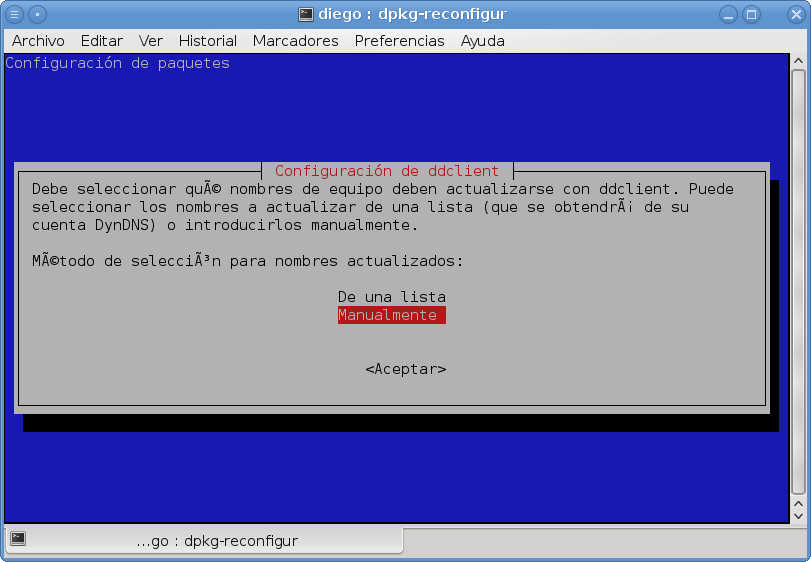 diego : dpkg-reconfigur
Archivo Editar Ver Historial Marcadores Preferencias Ayuda
Configuración de paquetes
Configuración de ddclient
Debe seleccionar quÃ© nombres de equipo deben actualizarse con ddclient. Puede
seleccionar los nombres a actualizar de una lista (que se obtendrÃ¡ de su
cuenta DynDNS) o introducirlos manualmente.
MÃ©todo de selecciÃ³n para nombres actualizados:
De una lista
Manualmente
<Aceptar>
...go : dpkg-reconfigur